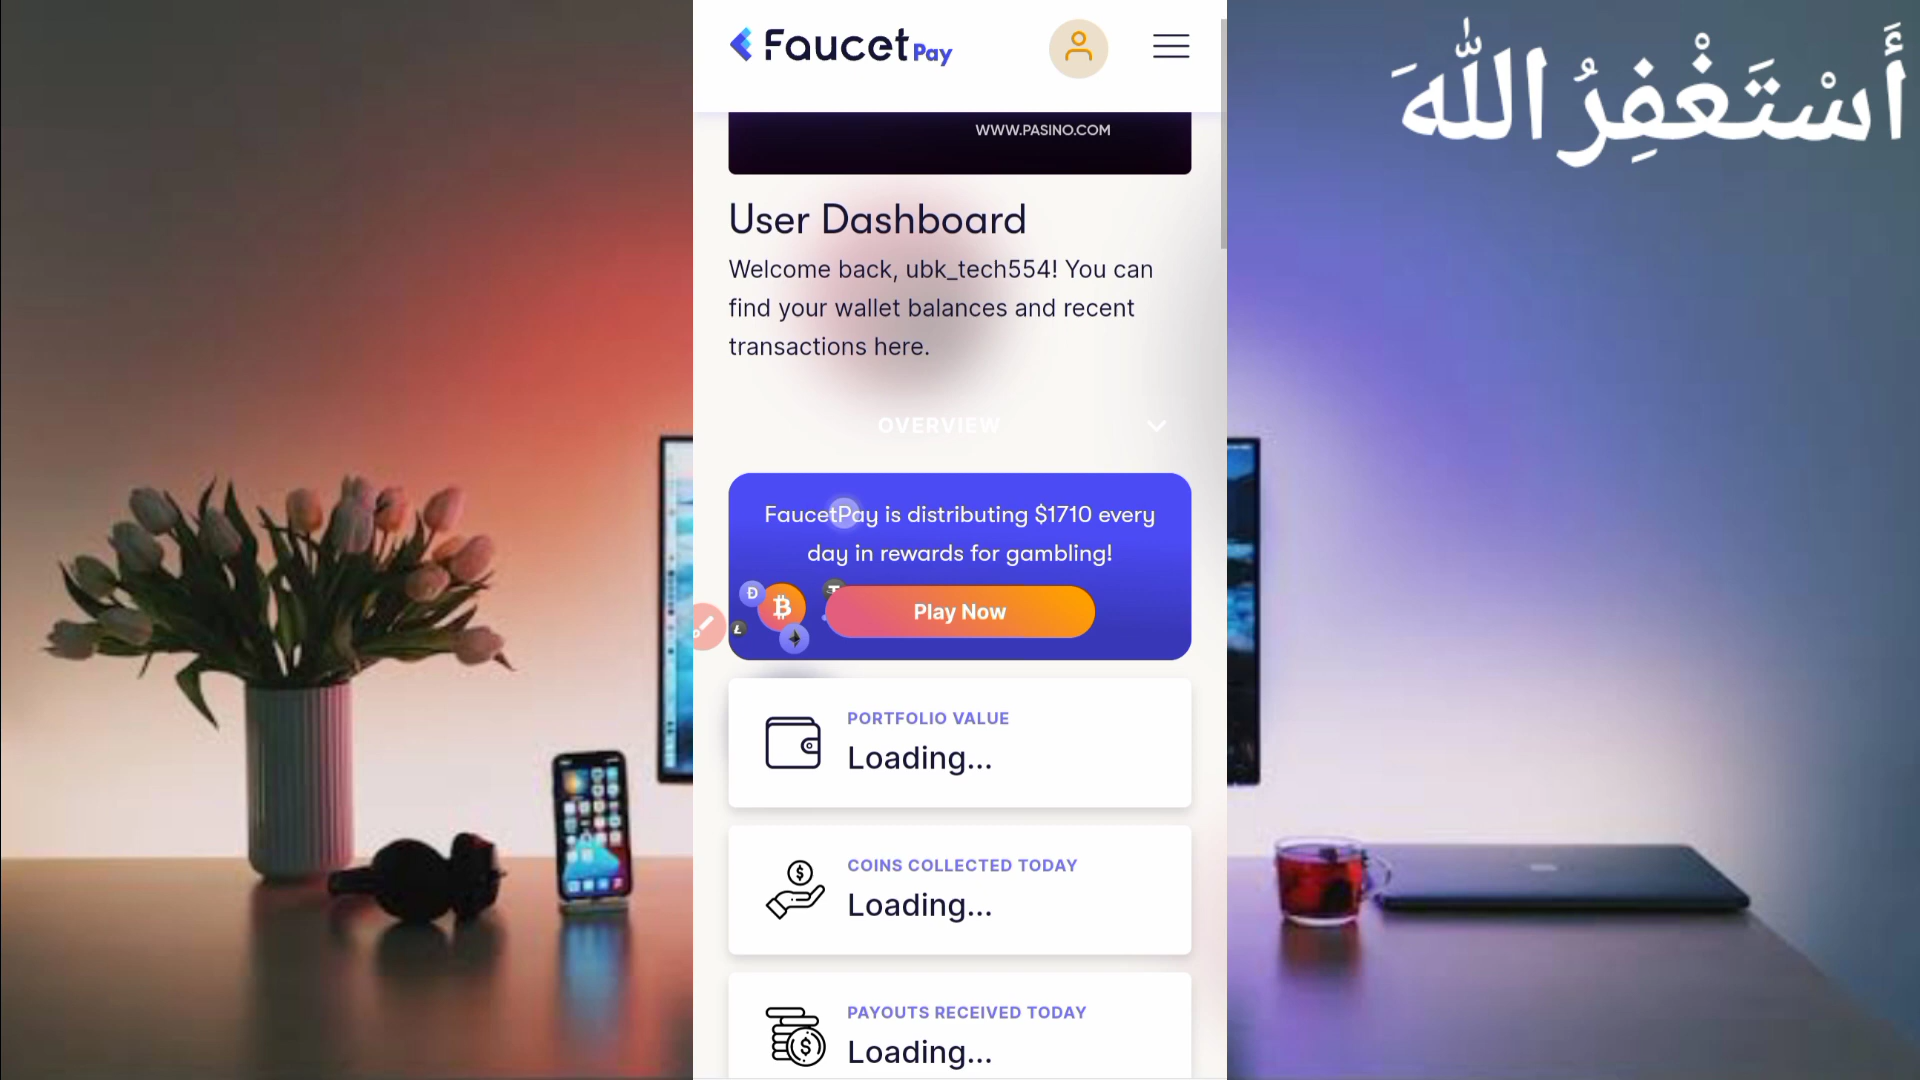 FaucetPay
أَسْتَغْفِرُ اللّٰهَ
WWW.PASINO.COM
User Dashboard
Welcome back, ubk_tech554! You can
find your wallet balances and recent
transactions here.
OVERVIEW
FaucetPay is distributing $1710 every
day in rewards for gambling!
Play Now
PORTFOLIO VALUE
Loading...
COINS COLLECTED TODAY
Loading...
PAYOUTS RECEIVED TODAY
Loading...